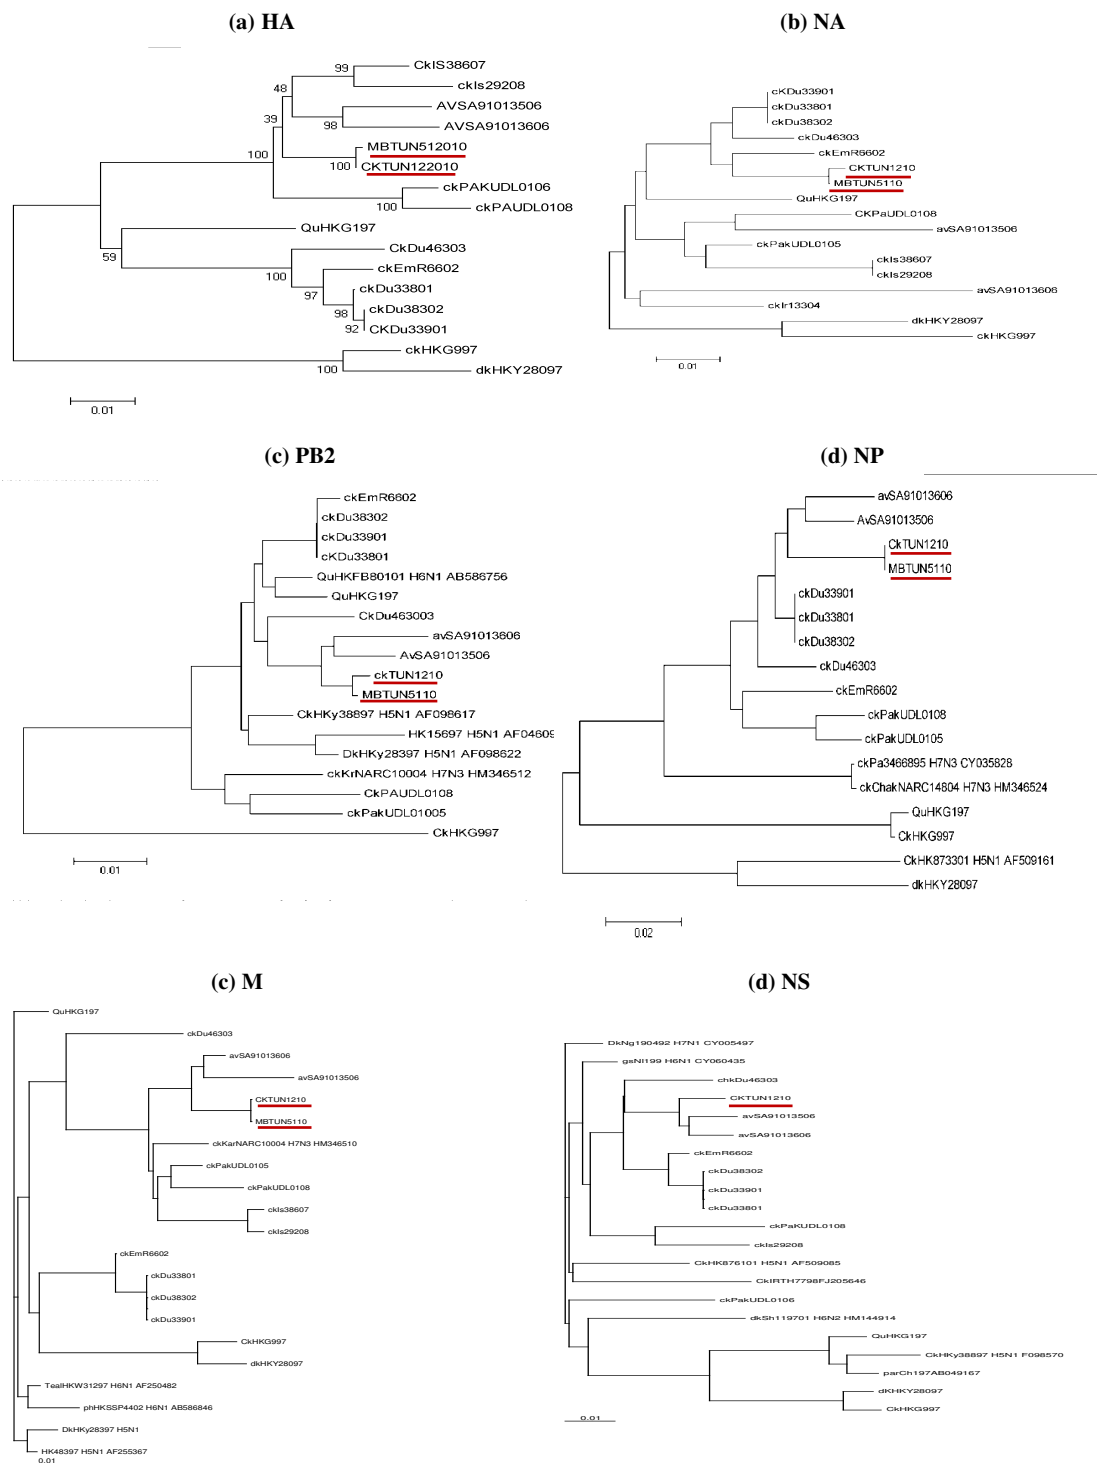 (a) HA
99
CkIS38607
ckIs29208
48
AVSA91013506
39
98
AVSA91013606
MBTUN512010
100
100
CKTUN122010
ckPAKUDL0106
100
ckPAUDL0108
QuHKG197
59
CkDu46303
100
ckEmR6602
97
ckDu33801
98
ckDu38302
92
CKDu33901
ckHKG997
100
dkHKY28097
0.01
(b) NA
cKDu33901
ckDu33801
ckDu38302
ckDu46303
ckEmR6602
CKTUN1210
MBTUN5110
QuHKG197
CKPaUDL0108
avSA91013506
ckPakUDL0105
ckIs38607
ckIs29208
avSA91013606
ckIr13304
dkHKY28097
ckHKG997
0.01
(c) PB2
ckEmR6602
ckDu38302
ckDu33901
cKDu33801
QuHKFB80101 H6N1 AB586756
QuHKG197
CkDu463003
avSA91013606
AvSA91013506
ckTUN1210
MBTUN5110
CkHKy38897 H5N1 AF098617
HK15697 H5N1 AF04609
DkHKy28397 H5N1 AF098622
ckKrNARC10004 H7N3 HM346512
CkPAUDL0108
ckPakUDL01005
CkHKG997
0.01
(d) NP
avSA91013606
AvSA91013506
CkTUN1210
MBTUN5110
ckDu33901
ckDu33801
ckDu38302
ckDu46303
ckEmR6602
ckPakUDL0108
ckPakUDL0105
ckPa3466895 H7N3 CY035828
ckChakNARC14804 H7N3 HM346524
QuHKG197
CkHKG997
CkHK873301 H5N1 AF509161
dkHKY28097
0.02
(c) M
QuHKG197
ckDu46303
avSA91013606
avSA91013506
CKTUN1210
MBTUN5110
ckKarNARC10004 H7N3 HM346510
ckPakUDL0105
ckPakUDL0108
ckIs38607
ckIs29208
ckEmR6602
ckDu33801
ckDu38302
ckDu33901
CkHKG997
dkHKY28097
TealHKW31297 H6N1 AF250482
phHKSSP4402 H6N1 AB586846
DkHKy28397 H5N1
HK48397 H5N1 AF255367
0.01
(d) NS
DkNg190492 H7N1 CY005497
gsNI199 H6N1 CY060435
chkDu46303
CKTUN1210
avSA91013506
avSA91013606
ckEmR6602
ckDu38302
ckDu33901
ckDu33801
ckPaKUDL0108
ckIs29208
CkHK876101 H5N1 AF509085
CkIRTH7798FJ205646
ckPakUDL0106
dkSh119701 H6N2 HM144914
QuHKG197
CkHKy38897 H5N1 F098570
parCh197AB049167
dKHKY28097
CkHKG997
0.01